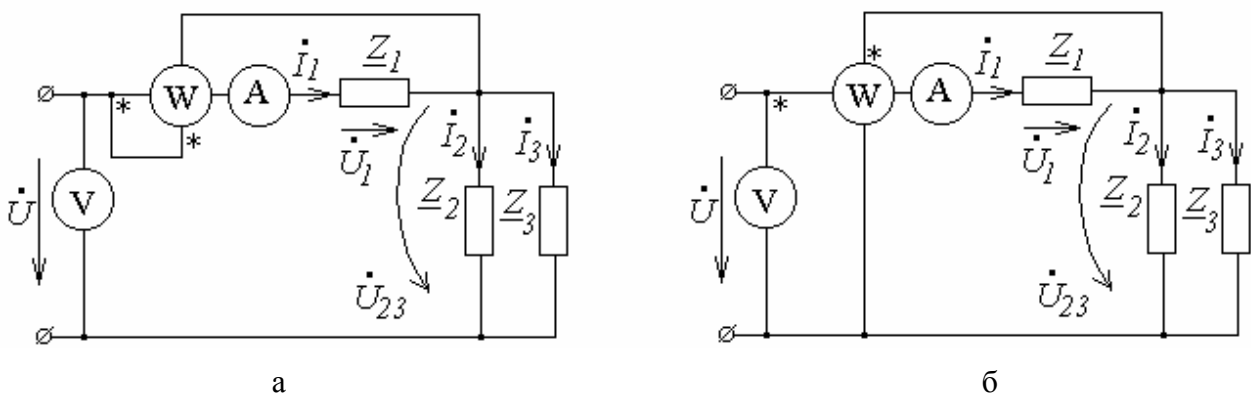 İ₁ Z₁
* W A
*
U̇₁ İ₂ İ₃
V
U̇ Z₂ Z₃
U̇₂₃
а
İ₁ Z₁
*
* W A
U̇₁ İ₂ İ₃
V
U̇ Z₂ Z₃
U̇₂₃
б